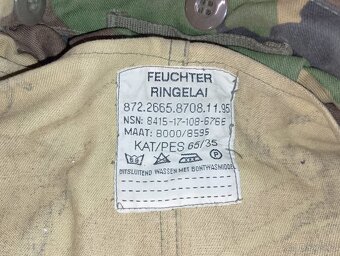 FEUCHTER
RINGELAI
872.2665.8708.11.95
NSN: 8415-17-108-6766
MAAT: 8000/8595
KAT/PES 65/35
UITSLUITEND WASSEN MET BONTWASMIDDEL